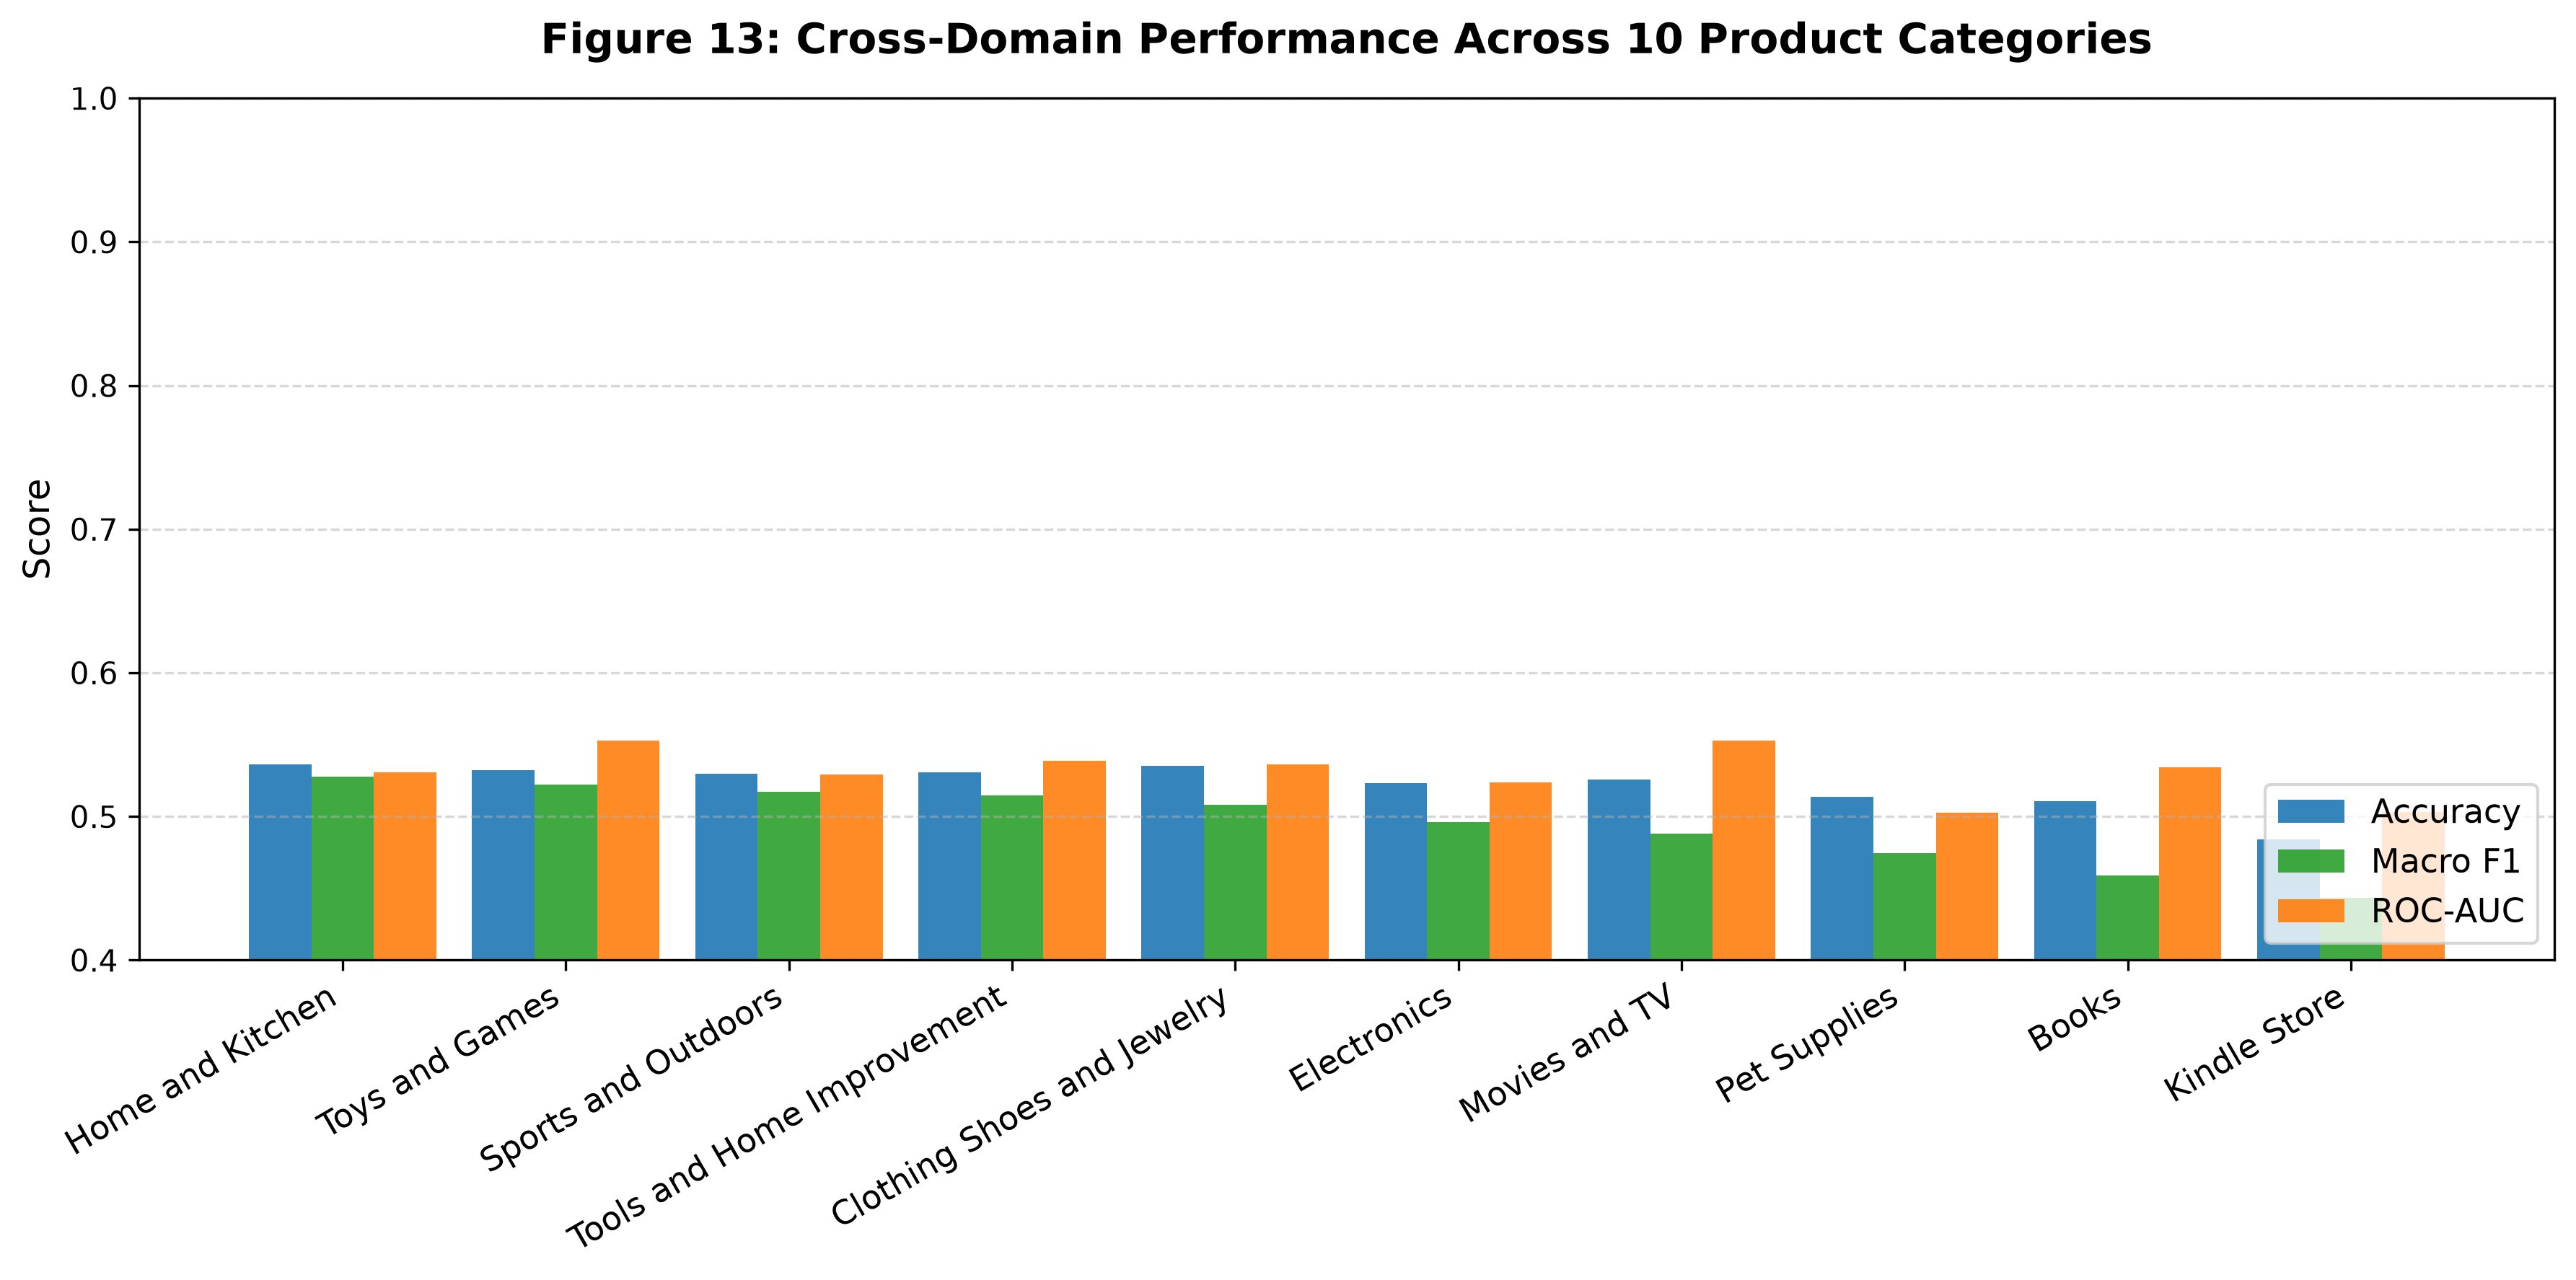 Figure 13: Cross-Domain Performance Across 10 Product Categories
1.0
0.9
0.8
0.7
0.6
0.5
0.4
Score
Accuracy
Macro F1
ROC-AUC
Home and Kitchen
Toys and Games
Sports and Outdoors
Tools and Home Improvement
Clothing Shoes and Jewelry
Electronics
Movies and TV
Pet Supplies
Books
Kindle Store